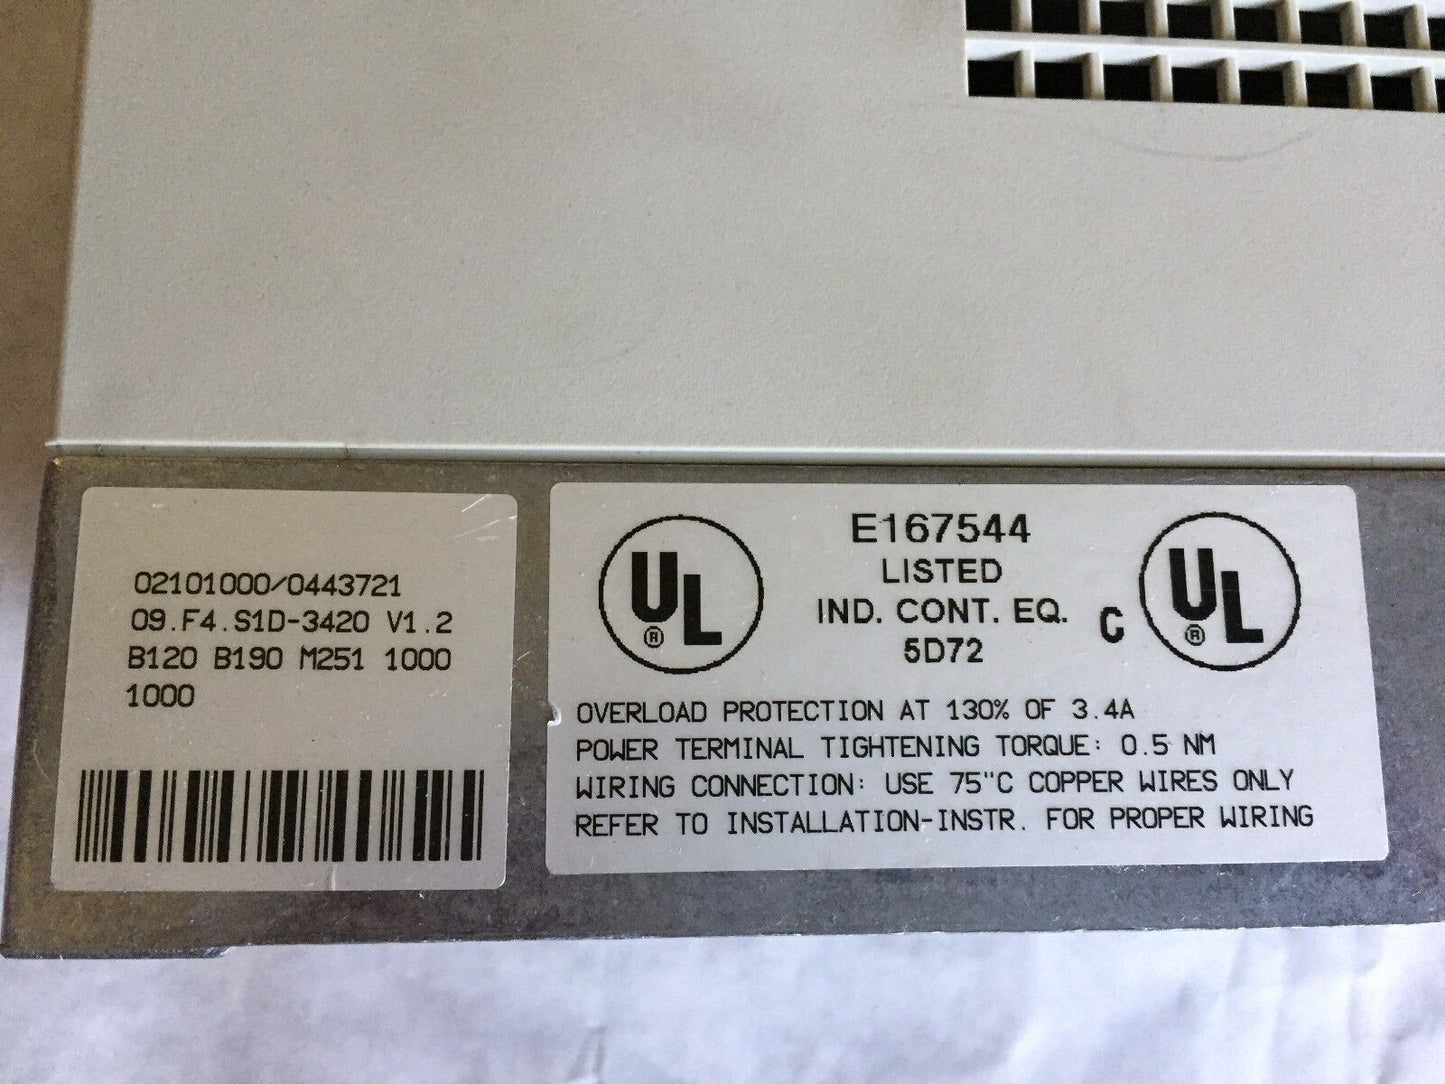 02101000/0443721
09.F4.S1D-3420 V1.2
B120 B190 M251 1000
1000
UL
®
E167544
LISTED
IND. CONT. EQ.
5D72
C UL
®
OVERLOAD PROTECTION AT 130% OF 3.4A
POWER TERMINAL TIGHTENING TORQUE: 0.5 NM
WIRING CONNECTION: USE 75"C COPPER WIRES ONLY
REFER TO INSTALLATION-INSTR. FOR PROPER WIRING